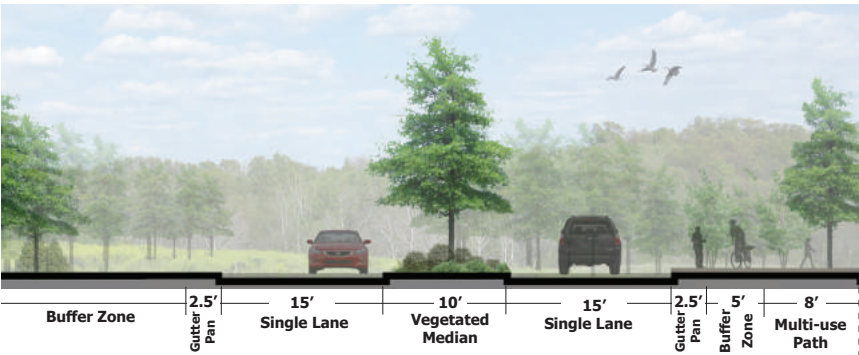 Buffer Zone
2.5’
Gutter
Pan
15’
Single Lane
10’
Vegetated
Median
15’
Single Lane
2.5’
Gutter
Pan
5’
Buffer
Zone
8’
Multi-use
Path